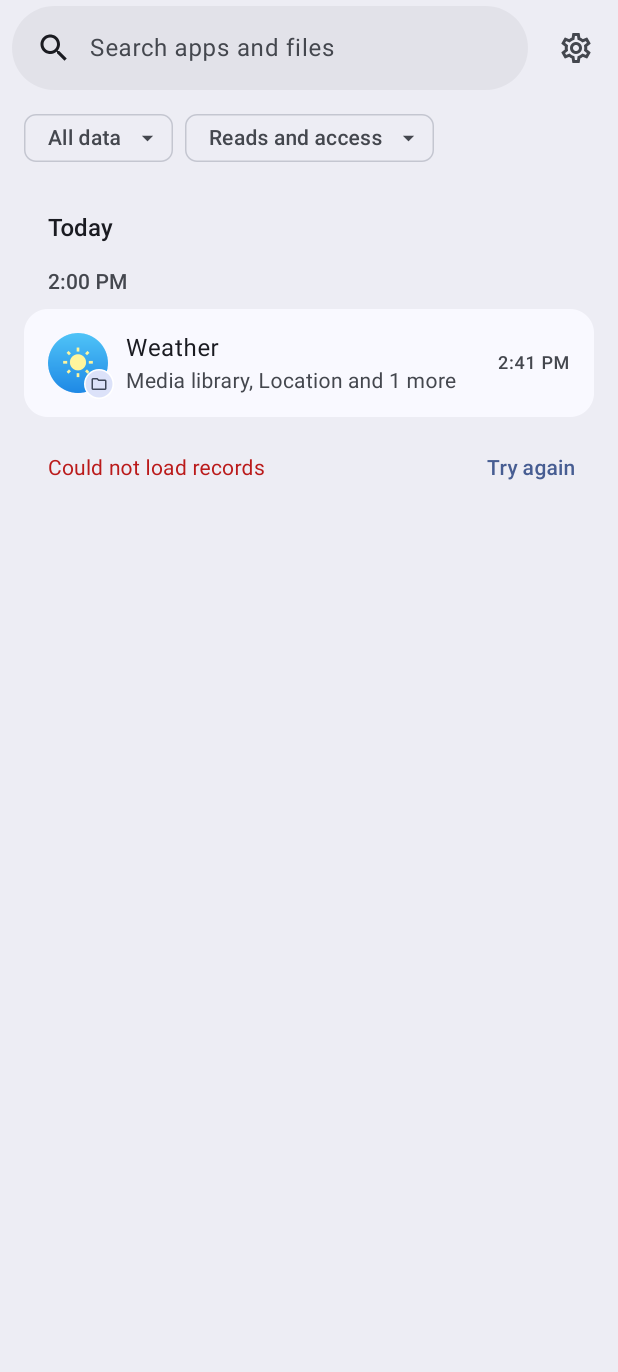 Search apps and files
All data
Reads and access
Today
2:00 PM
Weather
Media library, Location and 1 more
2:41 PM
Could not load records
Try again